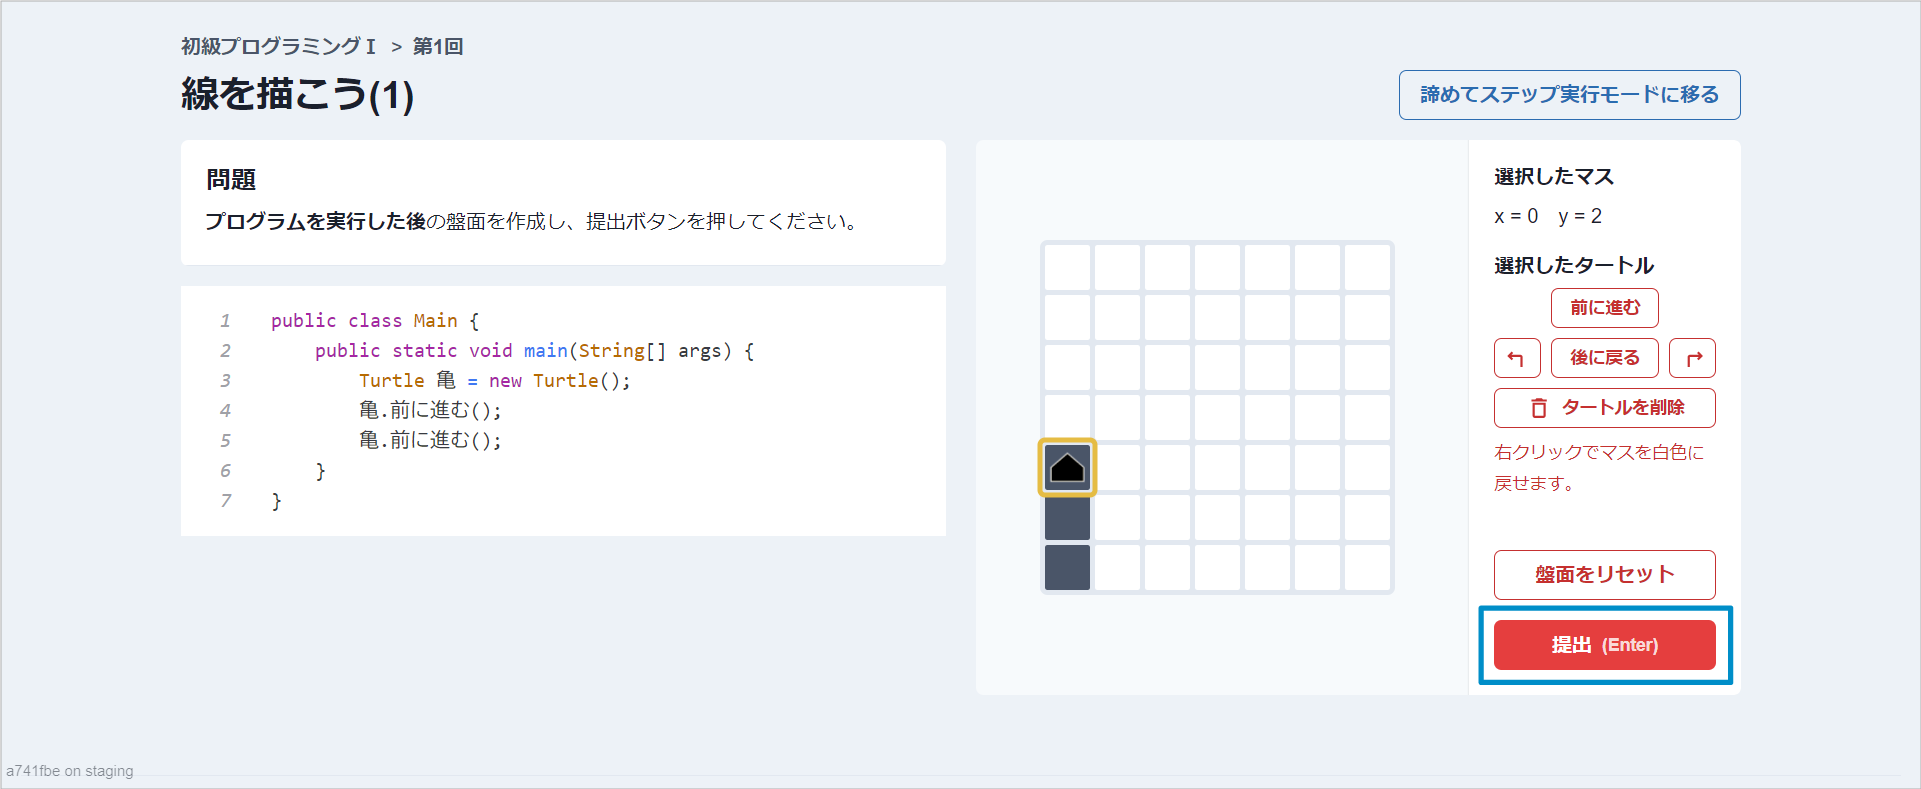 初級プログラミング I > 第1回
線を描こう(1)
諦めてステップ実行モードに移る
問題
プログラムを実行した後の盤面を作成し、提出ボタンを押してください。
1 public class Main {
2 public static void main(String[] args) {
3 Turtle 亀 = new Turtle();
4 亀.前に進む();
5 亀.前に進む();
6 }
7 }
選択したマス
x = 0 y = 2
選択したタートル
前に進む
後に戻る
タートルを削除
右クリックでマスを白色に
戻せます。
盤面をリセット
提出 (Enter)
a741fbe on staging